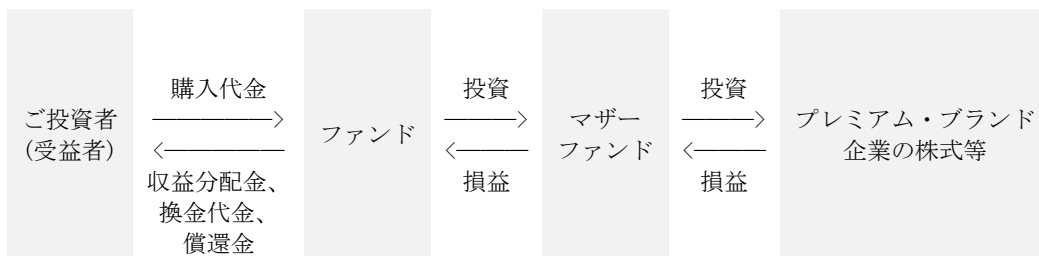 ご投資者
(受益者)
購入代金
収益分配金、
換金代金、
償還金
ファンド
投資
損益
マザー
ファンド
投資
損益
プレミアム・ブランド
企業の株式等